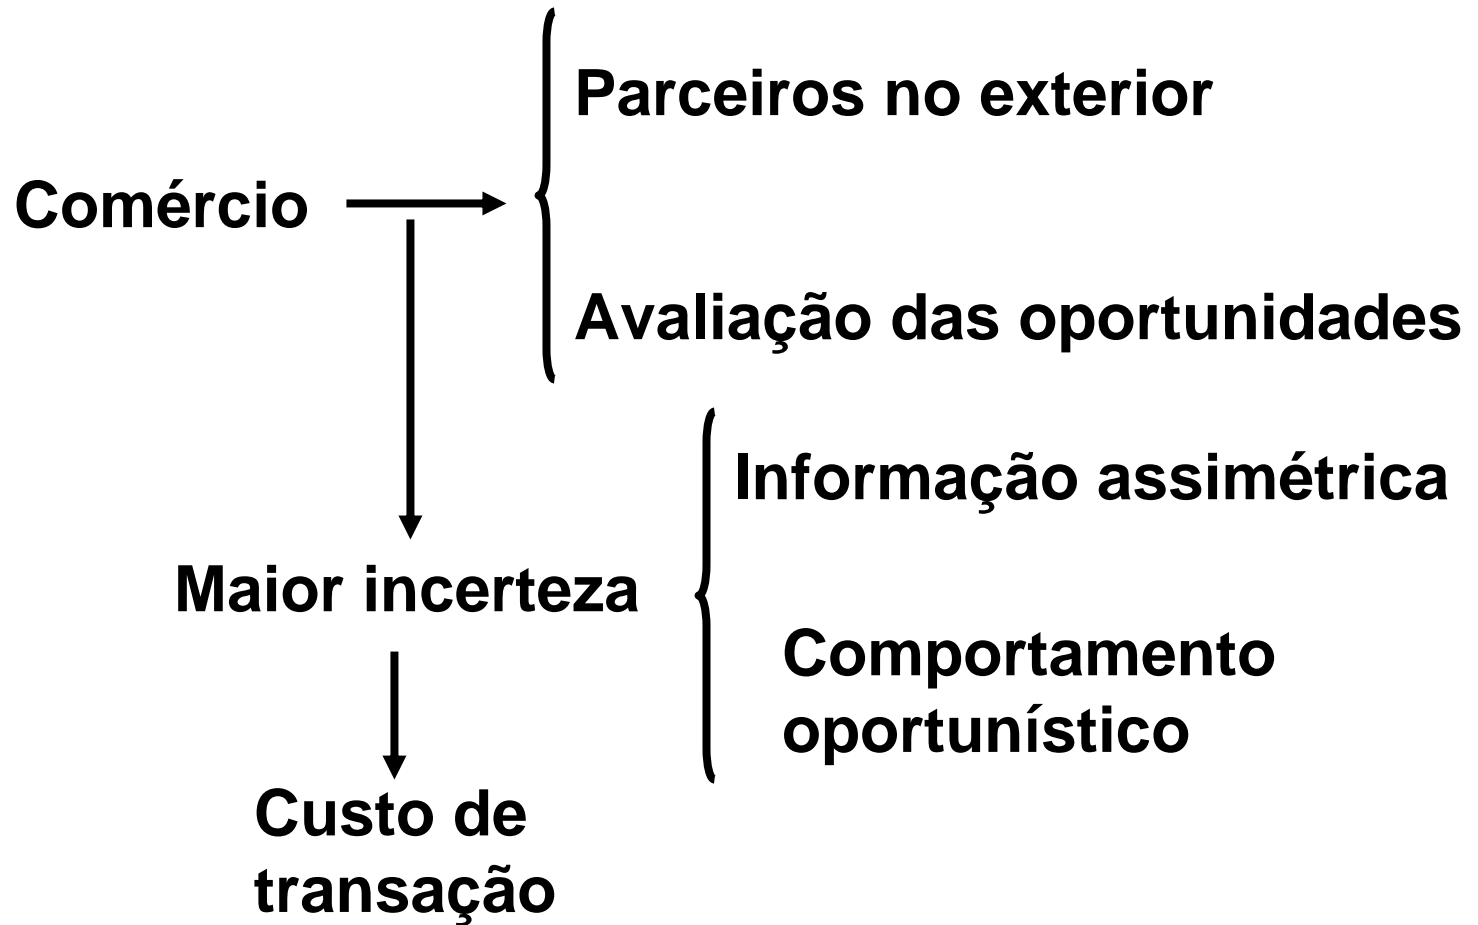 Parceiros no exterior
Comércio
Avaliação das oportunidades
Informação assimétrica
Maior incerteza
Comportamento
oportunístico
Custo de
transação